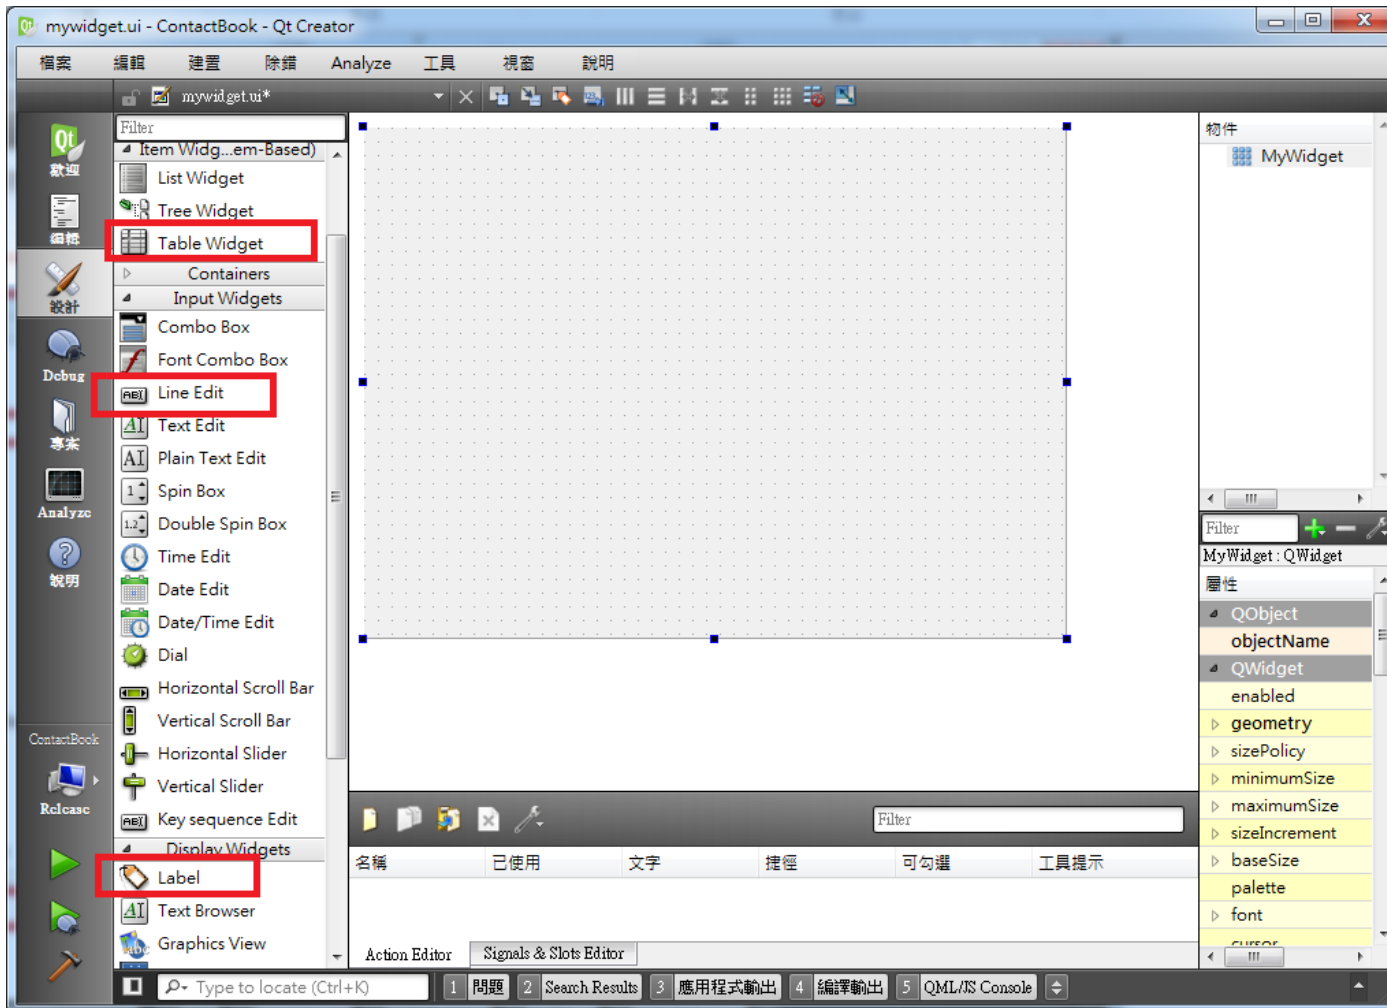 mywidget.ui - ContactBook - Qt Creator
檔案 編輯 建置 除錯 Analyze 工具 視窗 說明
mywidget.ui*
歡迎
編輯
設計
Debug
專案
Analyze
說明
ContactBook
Release
Filter
Item Widg...em-Based)
List Widget
Tree Widget
Table Widget
Containers
Input Widgets
Combo Box
Font Combo Box
Line Edit
Text Edit
Plain Text Edit
Spin Box
Double Spin Box
Time Edit
Date Edit
Date/Time Edit
Dial
Horizontal Scroll Bar
Vertical Scroll Bar
Horizontal Slider
Vertical Slider
Key sequence Edit
Display Widgets
Label
Text Browser
Graphics View
Filter
名稱 已使用 文字 捷徑 可勾選 工具提示
Action Editor Signals & Slots Editor
物件
MyWidget
Filter
MyWidget : QWidget
屬性
QObject
objectName
QWidget
enabled
geometry
sizePolicy
minimumSize
maximumSize
sizeIncrement
baseSize
palette
font
cursor
Type to locate (Ctrl+K) 1 問題 2 Search Results 3 應用程式輸出 4 編譯輸出 5 QML/JS Console